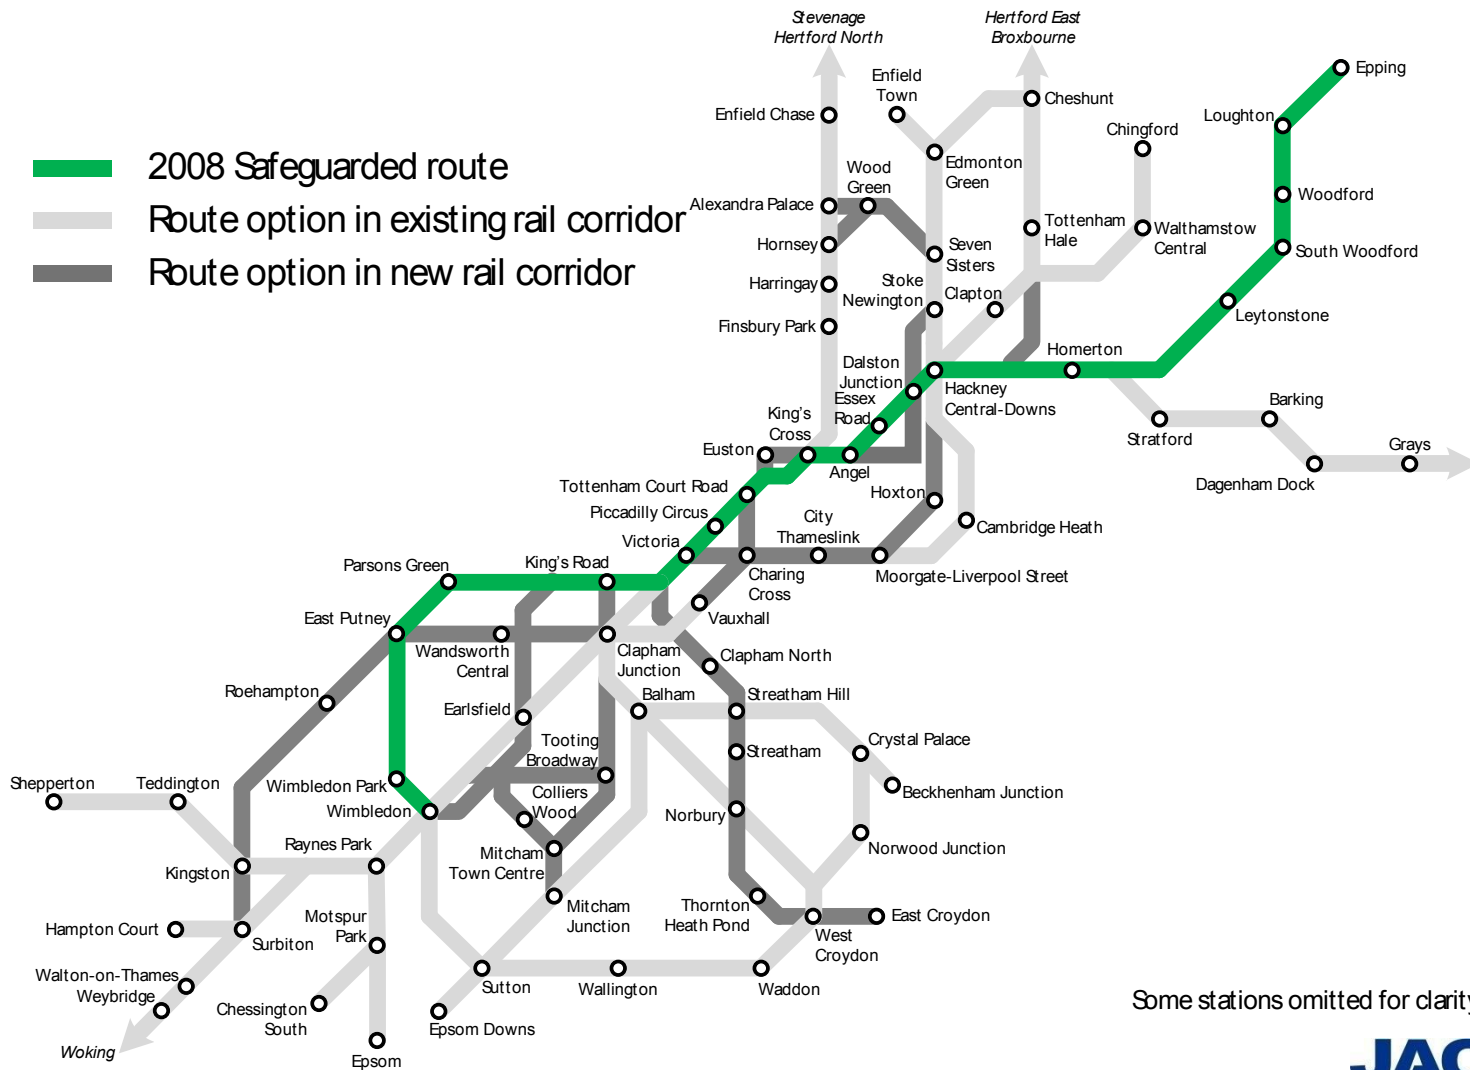 Stevenage
Hertford North
Hertford East
Broxbourne
Enfield
Town
Epping
Enfield Chase
Cheshunt
Loughton
Chingford
2008 Safeguarded route
Edmonton
Green
Wood
Green
Woodford
Route option in existing rail corridor
Alexandra Palace
Tottenham
Hale
Walthamstow
Central
Hornsey
Seven
Sisters
South Woodford
Route option in new rail corridor
Harringay
Stoke
Newington
Clapton
Leytonstone
Finsbury Park
Homerton
Dalston
Junction
Hackney
Central-Downs
Essex
Road
King's
Cross
Barking
Stratford
Euston
Angel
Grays
Dagenham Dock
Tottenham Court Road
Hoxton
Piccadilly Circus
City
Thameslink
Cambridge Heath
Victoria
Parsons Green
King's Road
Charing
Cross
Moorgate-Liverpool Street
East Putney
Vauxhall
Wandsworth
Central
Clapham
Junction
Clapham North
Roehampton
Earlsfield
Balham
Streatham Hill
Tooting
Broadway
Streatham
Crystal Palace
Shepperton
Teddington
Wimbledon Park
Beckhenham Junction
Wimbledon
Colliers
Wood
Norbury
Raynes Park
Norwood Junction
Kingston
Mitcham
Town Centre
Motspur
Park
Mitcham
Junction
Thornton
Heath Pond
East Croydon
Hampton Court
Surbiton
West
Croydon
Walton-on-Thames
Weybridge
Sutton
Wallington
Waddon
Chessington
South
Epsom Downs
Some stations omitted for clarity
Woking
Epsom
JAC